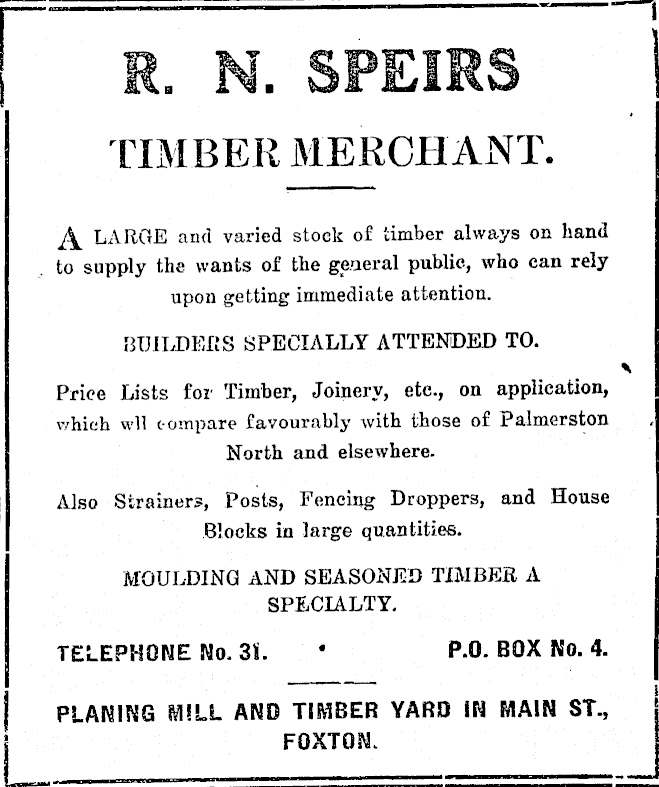 R. N. SPEIRS
TIMBER MERCHANT.
A LARGE and varied stock of timber always on hand
to supply the wants of the general public, who can rely
upon getting immediate attention.
BUILDERS SPECIALLY ATTENDED TO.
Price Lists for Timber, Joinery, etc., on application,
which wll compare favourably with those of Palmerston
North and elsewhere.
Also Strainers, Posts, Fencing Droppers, and House
Blocks in large quantities.
MOULDING AND SEASONED TIMBER A
SPECIALTY.
TELEPHONE No. 31. P.O. BOX No. 4.
PLANING MILL AND TIMBER YARD IN MAIN ST.,
FOXTON.